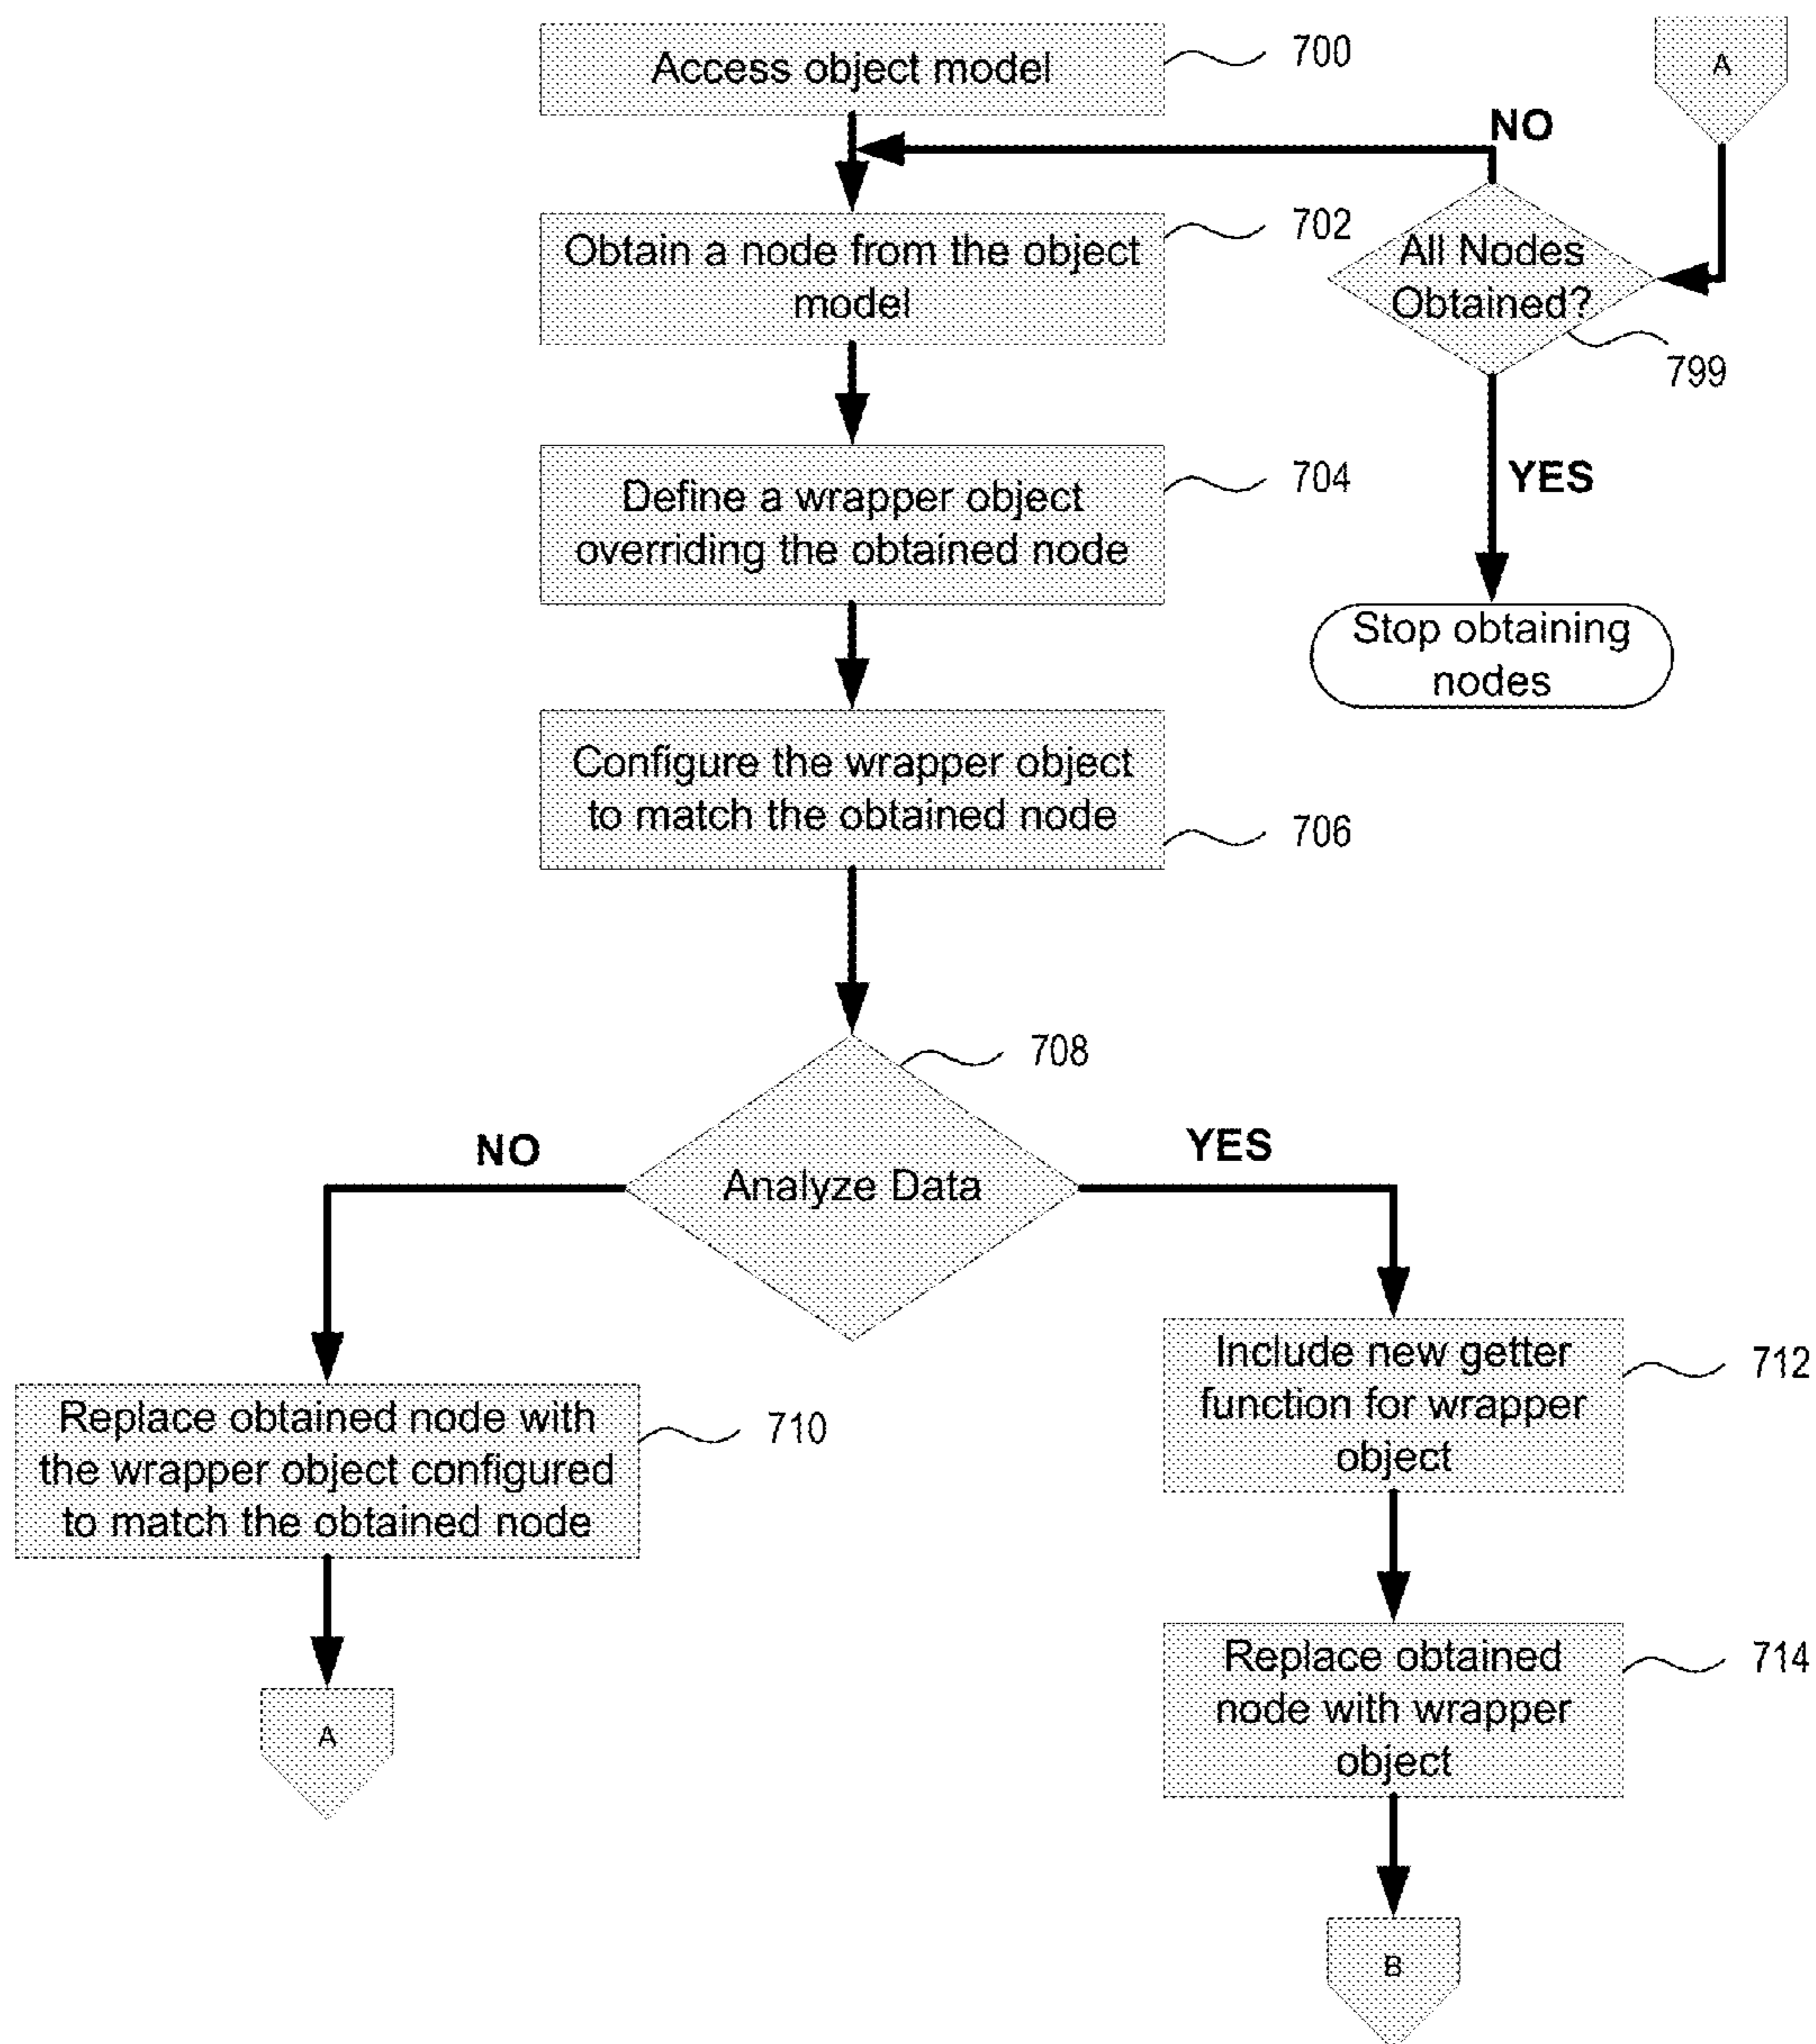 Access object model
700
A
NO
Obtain a node from the object
model
702
All Nodes
Obtained?
799
Define a wrapper object
overriding the obtained node
704
YES
Stop obtaining
nodes
Configure the wrapper object
to match the obtained node
706
708
NO
YES
Analyze Data
Include new getter
function for wrapper
object
712
Replace obtained node with
the wrapper object configured
to match the obtained node
710
Replace obtained
node with wrapper
object
714
A
B